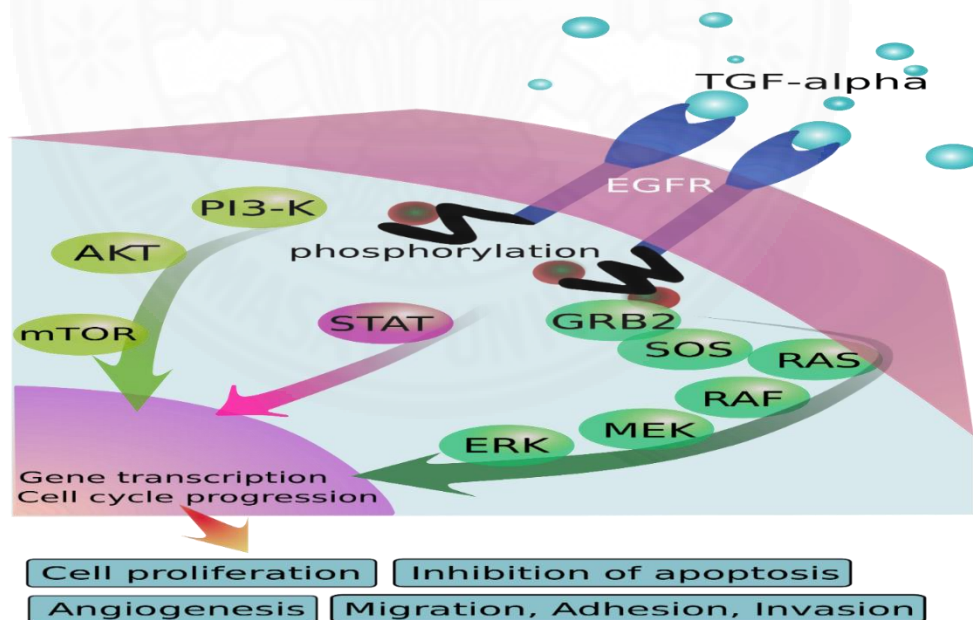 TGF-alpha
EGFR
PI3-K
phosphorylation
AKT
mTOR
STAT
GRB2
SOS
RAS
RAF
MEK
ERK
Gene transcription
Cell cycle progression
Cell proliferation
Inhibition of apoptosis
Angiogenesis
Migration, Adhesion, Invasion